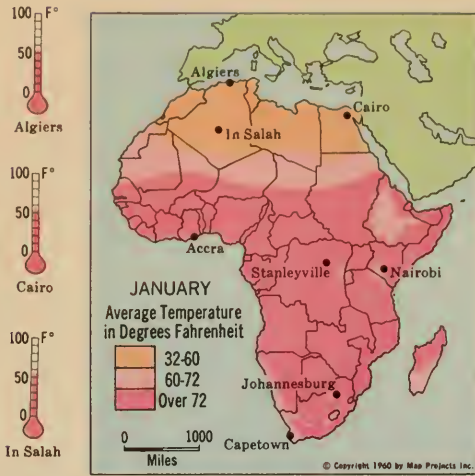 100 F°
50
0
Algiers
100 F°
50
0
Cairo
100 F°
50
0
In Salah
Algiers
Cairo
In Salah
Accra
Stapleyville
Nairobi
JANUARY
Average Temperature
in Degrees Fahrenheit
32-60
60-72
Over 72
Johannesburg
0 1000
Miles
Capetown
© Copyright 1960 by Map Projects Inc.